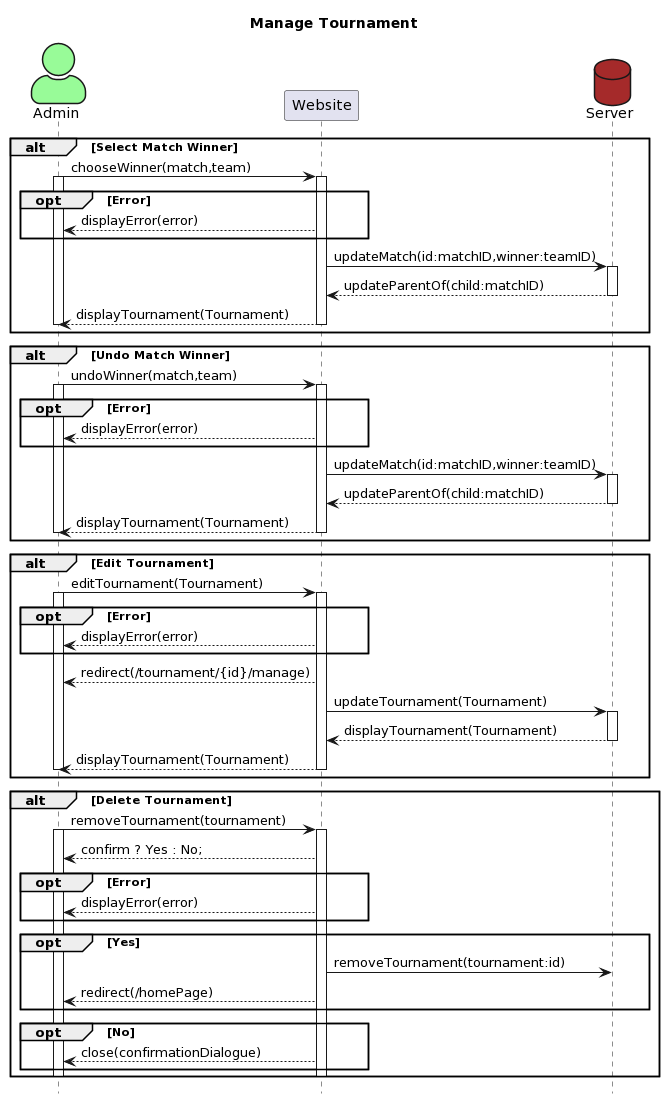 Manage Tournament
Admin
Website
Server
alt [Select Match Winner]
chooseWinner(match,team)
opt [Error]
displayError(error)
updateMatch(id:matchID,winner:teamID)
updateParentOf(child:matchID)
displayTournament(Tournament)
alt [Undo Match Winner]
undoWinner(match,team)
opt [Error]
displayError(error)
updateMatch(id:matchID,winner:teamID)
updateParentOf(child:matchID)
displayTournament(Tournament)
alt [Edit Tournament]
editTournament(Tournament)
opt [Error]
displayError(error)
redirect(/tournament/{id}/manage)
updateTournament(Tournament)
displayTournament(Tournament)
displayTournament(Tournament)
alt [Delete Tournament]
removeTournament(tournament)
confirm ? Yes : No;
opt [Error]
displayError(error)
opt [Yes]
removeTournament(tournament:id)
redirect(/homePage)
opt [No]
close(confirmationDialogue)